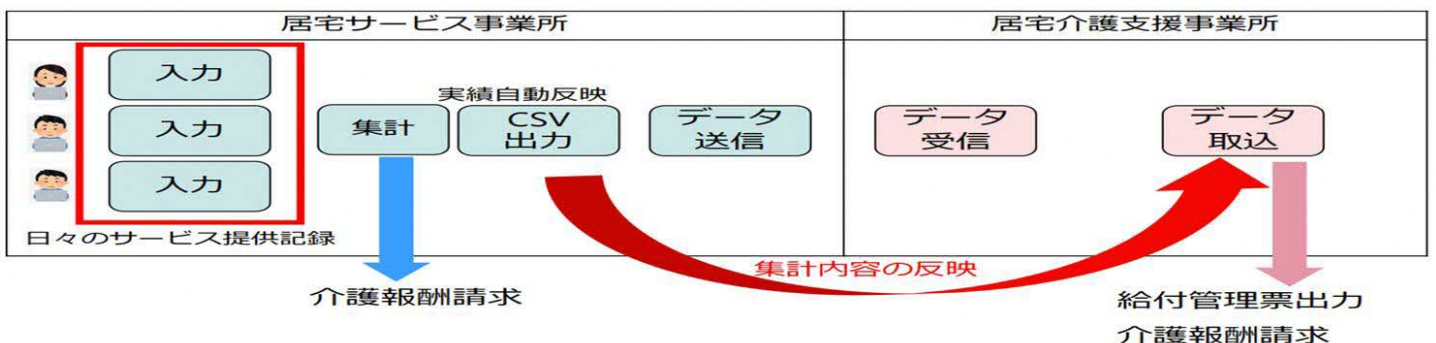 居宅サービス事業所
居宅介護支援事業所
入力
入力
入力
日々のサービス提供記録
集計
実績自動反映
CSV
出力
データ
送信
データ
受信
データ
取込
集計内容の反映
介護報酬請求
給付管理票出力
介護報酬請求